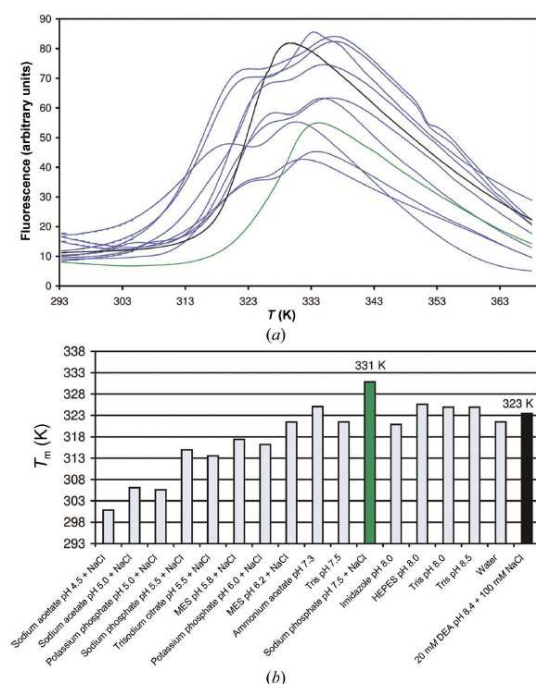 90
80
70
60
50
40
30
20
10
0
Fluorescence (arbitrary units)
293 303 313 323 333 343 353 363
T (K)
(a)
338
333
328
323
318
313
308
303
298
293
Tm (K)
331 K
323 K
Sodium acetate pH 4.5 + NaCl
Sodium acetate pH 5.0 + NaCl
Potassium phosphate pH 5.0 + NaCl
Sodium phosphate pH 5.5 + NaCl
Trisodium citrate pH 5.5 + NaCl
MES pH 5.8 + NaCl
Potassium phosphate pH 6.0 + NaCl
MES pH 6.2 + NaCl
Ammonium acetate pH 7.3
Tris pH 7.5
Sodium phosphate pH 7.5 + NaCl
Imidazole pH 8.0
HEPES pH 8.0
Tris pH 8.0
Tris pH 8.5
Water
20 mM DEA pH 8.4 + 100 mM NaCl
(b)